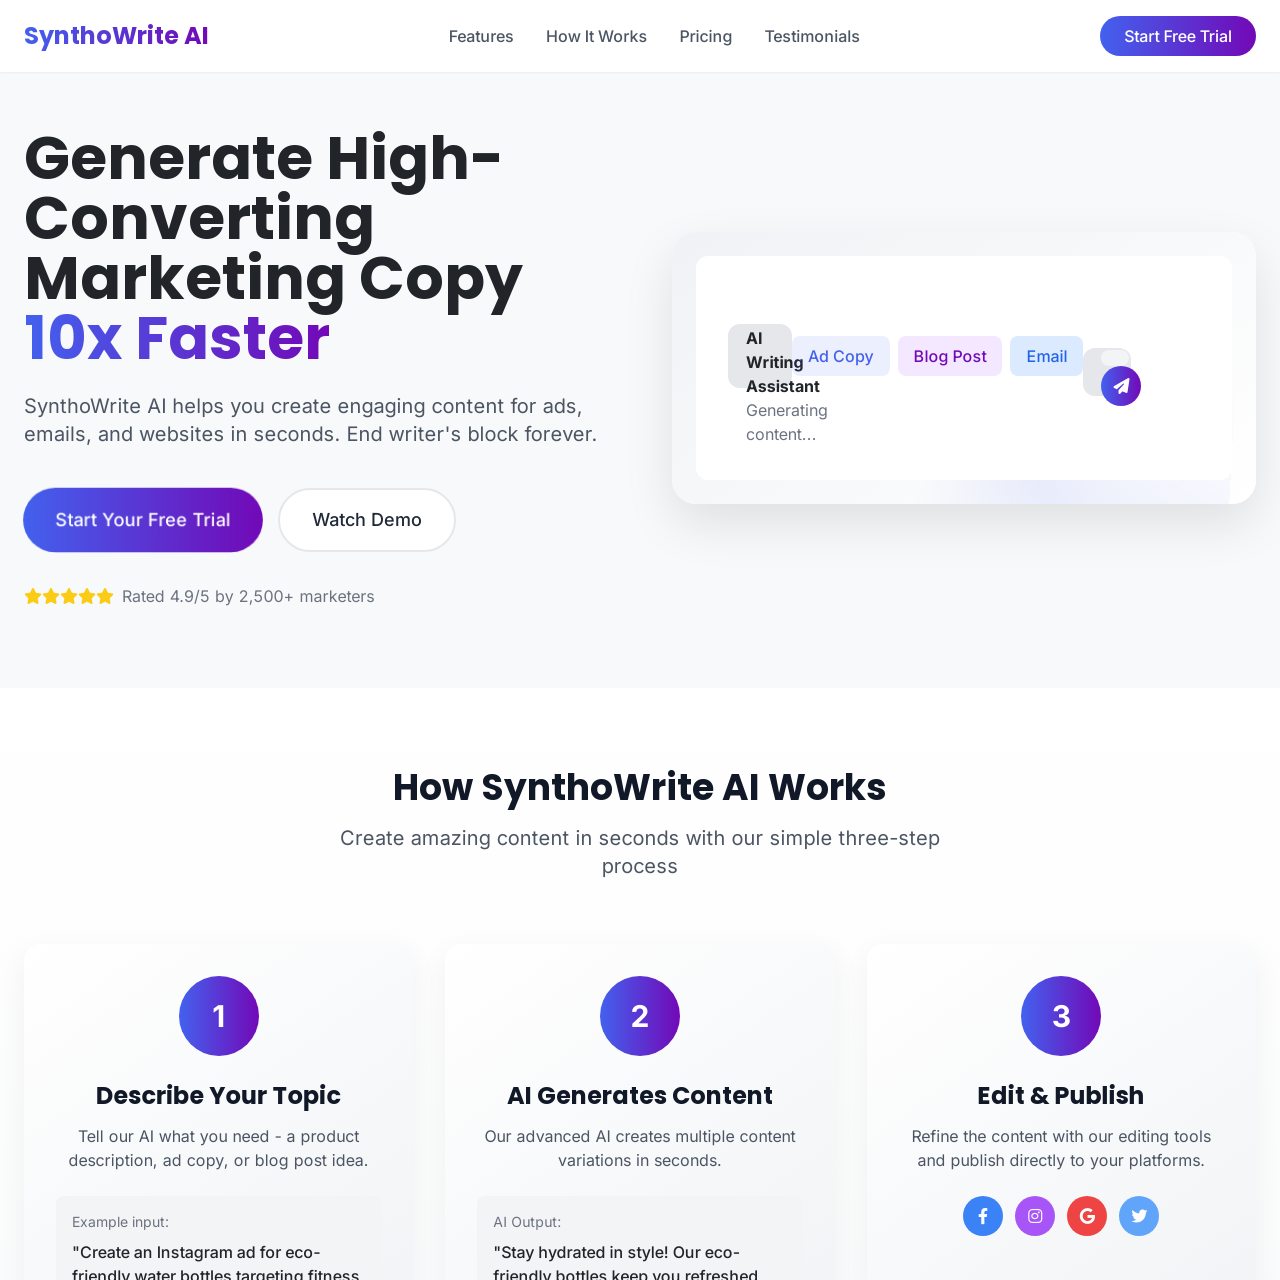 SynthoWrite AI
Features
How It Works
Pricing
Testimonials
Start Free Trial
Generate High-
Converting
Marketing Copy
10x Faster
SynthoWrite AI helps you create engaging content for ads,
emails, and websites in seconds. End writer's block forever.
Start Your Free Trial
Watch Demo
Rated 4.9/5 by 2,500+ marketers
AI
Writing
Assistant
Generating
content...
Ad Copy
Blog Post
Email
How SynthoWrite AI Works
Create amazing content in seconds with our simple three-step
process
1
Describe Your Topic
Tell our AI what you need - a product
description, ad copy, or blog post idea.
Example input:
"Create an Instagram ad for eco-
friendly water bottles targeting fitness
2
AI Generates Content
Our advanced AI creates multiple content
variations in seconds.
AI Output:
"Stay hydrated in style! Our eco-
friendly bottles keep you refreshed
3
Edit & Publish
Refine the content with our editing tools
and publish directly to your platforms.